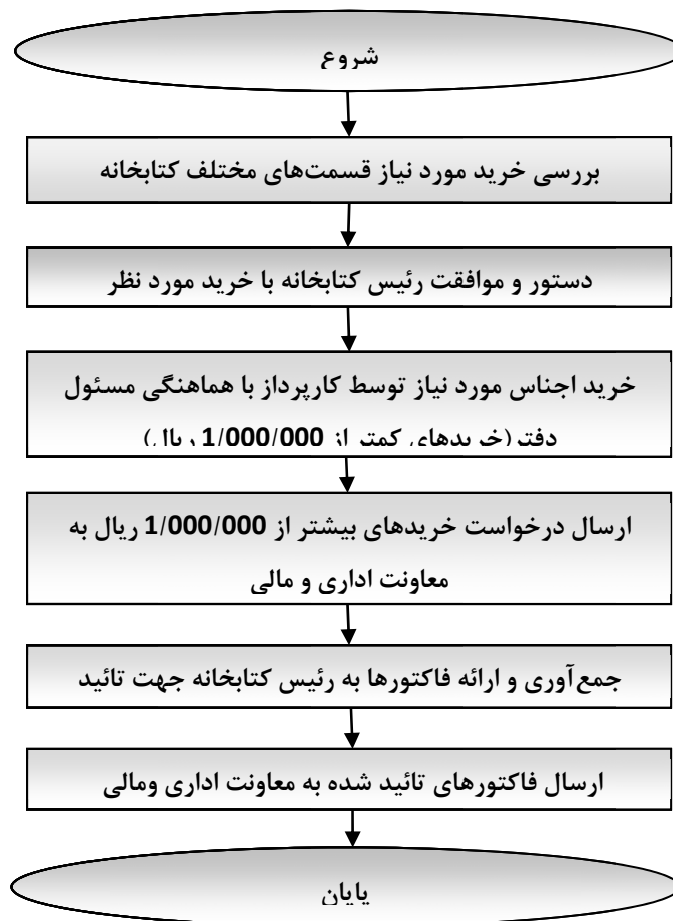 شروع
بررسی خرید مورد نیاز قسمت‌های مختلف کتابخانه
دستور و موافقت رئیس کتابخانه با خرید مورد نظر
خرید اجناس مورد نیاز توسط کارپرداز با هماهنگی مسئول
دفتر(خریدهای کمتر از 1/000/000 ریال)
ارسال درخواست خریدهای بیشتر از 1/000/000 ریال به
معاونت اداری و مالی
جمع‌آوری و ارائه فاکتورها به رئیس کتابخانه جهت تائید
ارسال فاکتورهای تائید شده به معاونت اداری ومالی
پایان